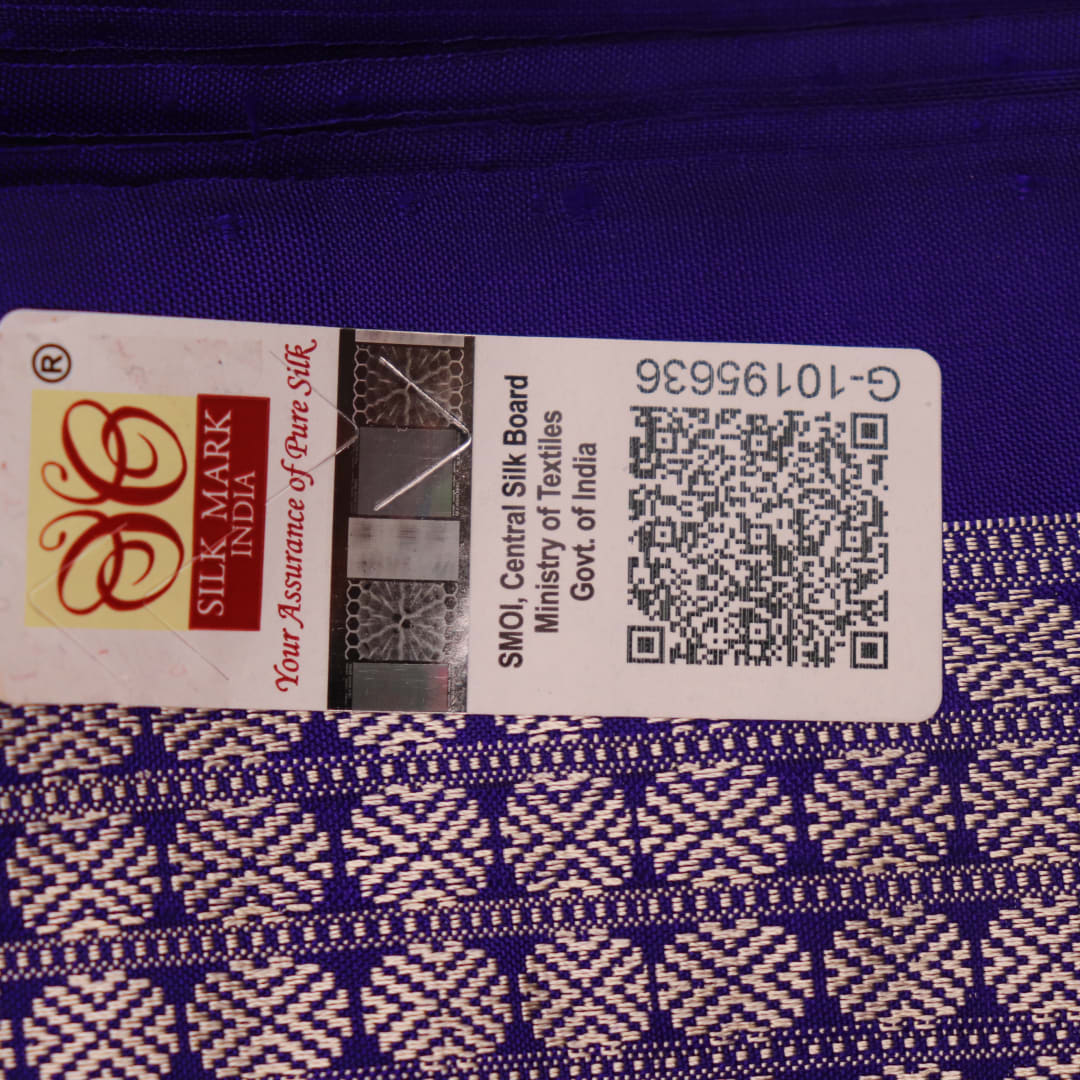 ®
SILK MARK
INDIA
Your Assurance of Pure Silk
SMOI, Central Silk Board
Ministry of Textiles
Govt. of India
G-10195636